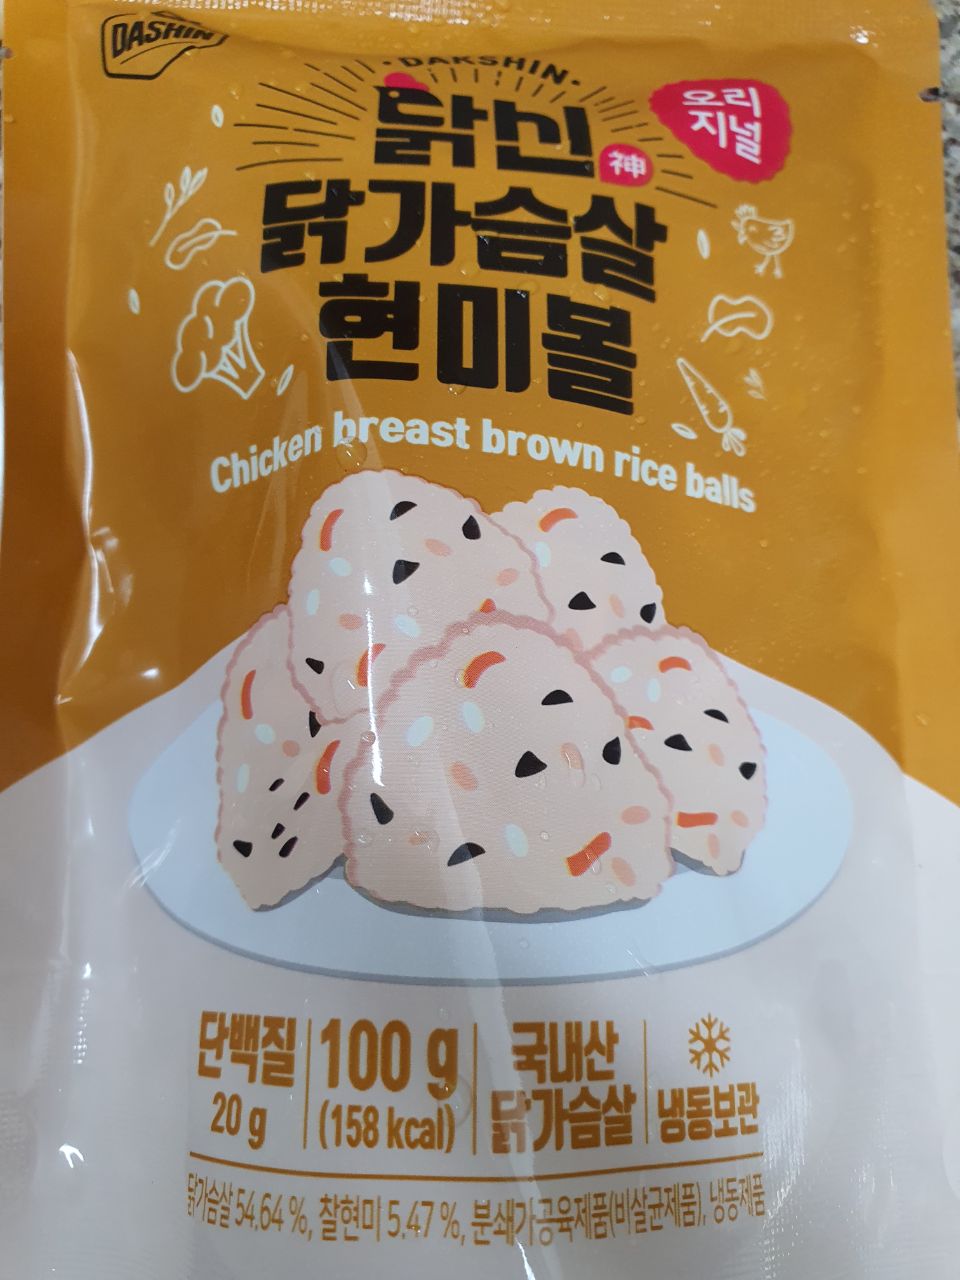 DASHIN
·DAKSHIN·
닭신
神
오리
지널
닭가슴살
현미볼
Chicken breast brown rice balls
단백질
20 g
100 g
(158 kcal)
국내산
닭가슴살
냉동보관
닭가슴살 54.64 %, 찰현미 5.47 %, 분쇄가공육제품(비살균제품), 냉동제품